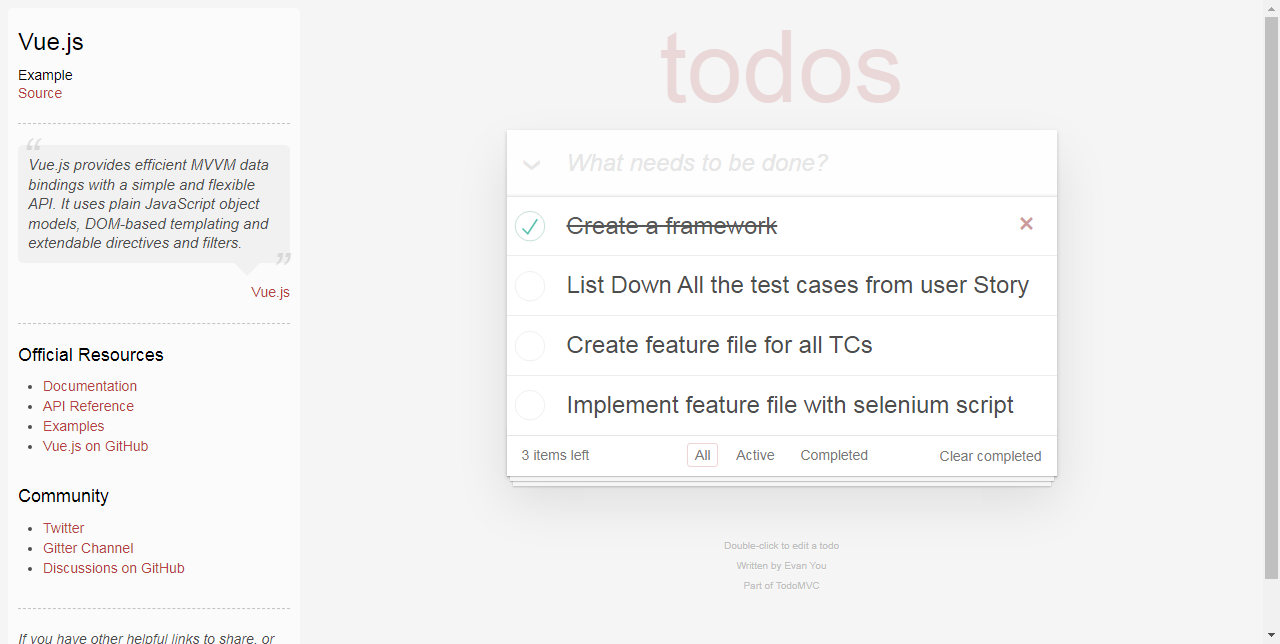 Vue.js
Example
Source
“
Vue.js provides efficient MVVM data
bindings with a simple and flexible
API. It uses plain JavaScript object
models, DOM-based templating and
extendable directives and filters.
”
Vue.js
Official Resources
Documentation
API Reference
Examples
Vue.js on GitHub
Community
Twitter
Gitter Channel
Discussions on GitHub
If you have other helpful links to share, or
todos
What needs to be done?
Create a framework
List Down All the test cases from user Story
Create feature file for all TCs
Implement feature file with selenium script
3 items left All Active Completed Clear completed
Double-click to edit a todo
Written by Evan You
Part of TodoMVC